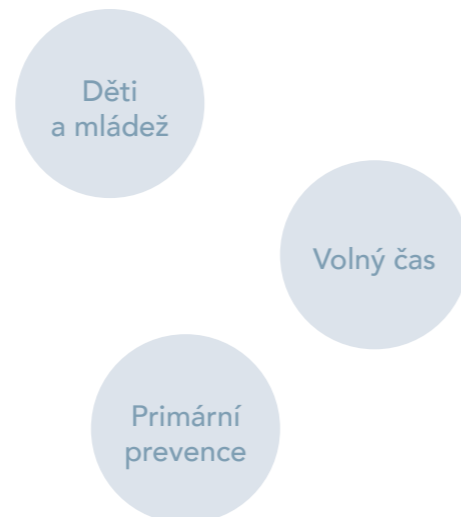 Děti
a mládež
Volný čas
Primární
prevence